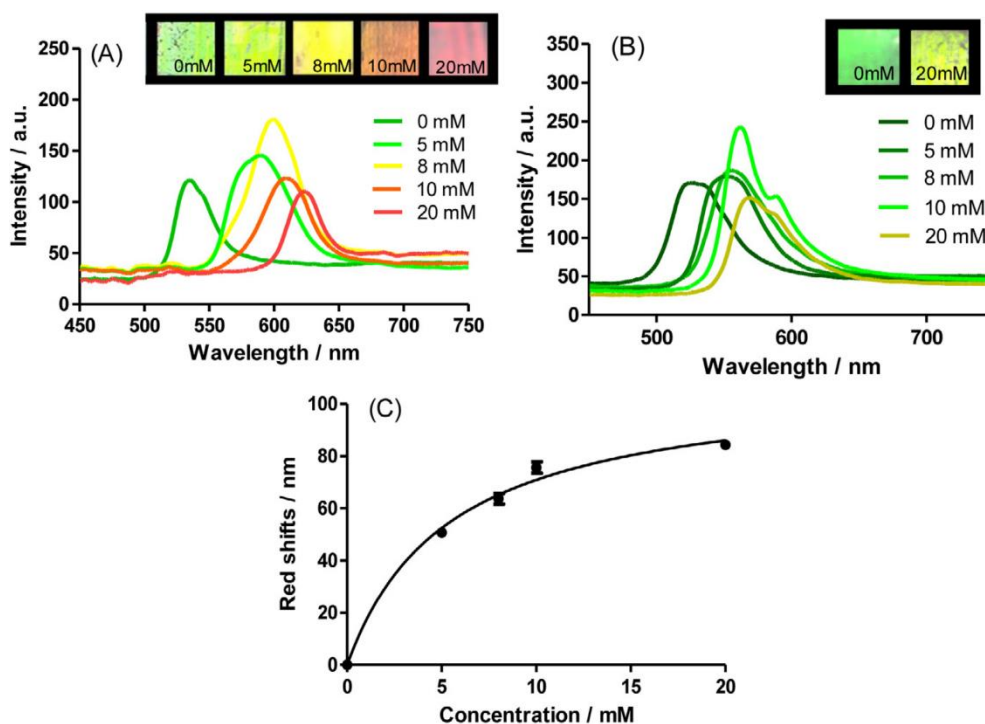 (A)
0mM 5mM 8mM 10mM 20mM
250
200
150
100
50
0
Intensity / a.u.
0 mM
5 mM
8 mM
10 mM
20 mM
450 500 550 600 650 700 750
Wavelength / nm
(B)
0mM 20mM
350
300
250
200
150
100
50
0
Intensity / a.u.
0 mM
5 mM
8 mM
10 mM
20 mM
500 600 700
Wavelength / nm
(C)
100
80
60
40
20
0
Red shifts / nm
0 5 10 15 20
Concentration / mM